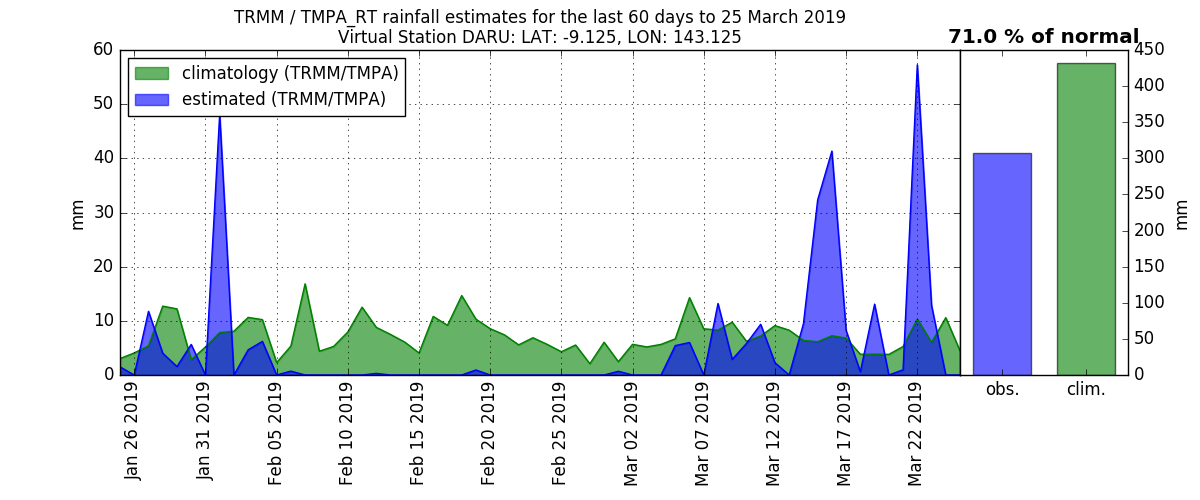 TRMM / TMPA_RT rainfall estimates for the last 60 days to 25 March 2019
Virtual Station DARU: LAT: -9.125, LON: 143.125
71.0 % of normal
climatology (TRMM/TMPA)
estimated (TRMM/TMPA)
60
50
40
30
20
10
0
mm
Jan 26 2019
Jan 31 2019
Feb 05 2019
Feb 10 2019
Feb 15 2019
Feb 20 2019
Feb 25 2019
Mar 02 2019
Mar 07 2019
Mar 12 2019
Mar 17 2019
Mar 22 2019
obs.
clim.
450
400
350
300
250
200
150
100
50
0
mm